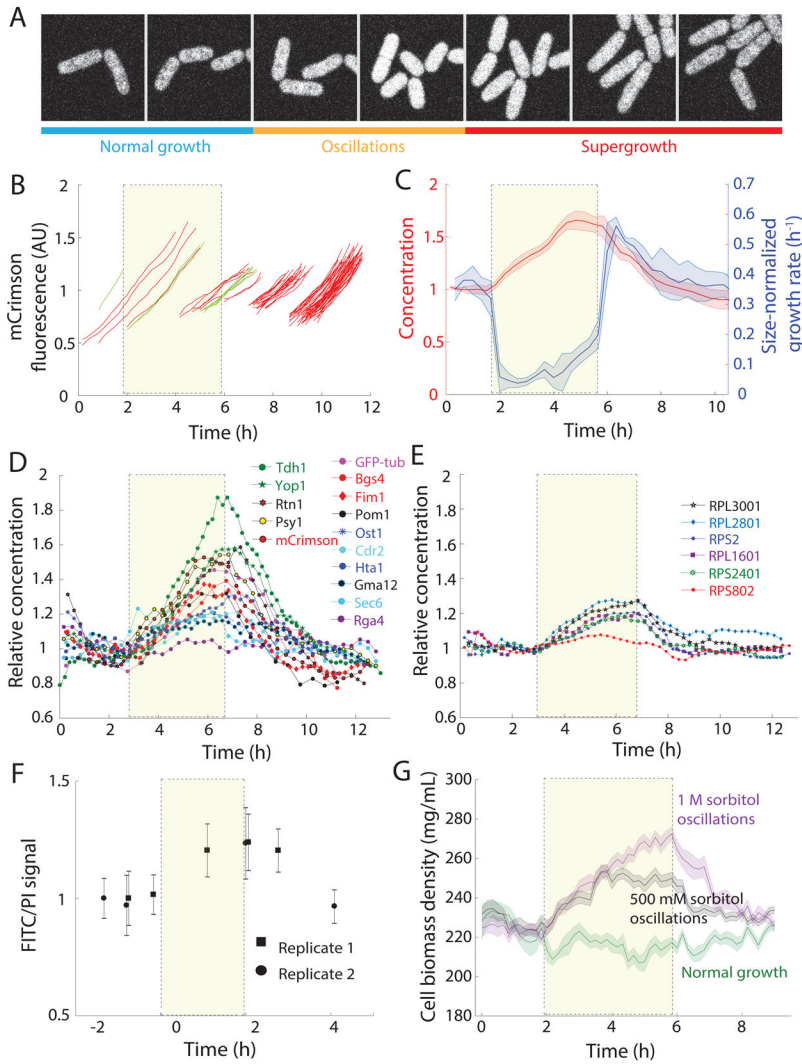 A
Normal growth
Oscillations
Supergrowth
B
mCrimson
fluorescence (AU)
2
1.5
1
0.5
0
0 2 4 6 8 10 12
Time (h)
C
Concentration
2
1.5
1
0.5
0
0.7
0.6
0.5
0.4
0.3
0.2
0.1
0
Size-normalized
growth rate (h-1)
0 2 4 6 8 10
Time (h)
D
Relative concentration
2
1.8
1.6
1.4
1.2
1
0.8
0.6
0 2 4 6 8 10 12
Time (h)
Tdh1
Yop1
Rtn1
Psy1
mCrimson
GFP-tub
Bgs4
Fim1
Pom1
Ost1
Cdr2
Hta1
Gma12
Sec6
Rga4
E
Relative concentration
2
1.8
1.6
1.4
1.2
1
0.8
0.6
0 2 4 6 8 10 12
Time (h)
RPL3001
RPL2801
RPS2
RPL1601
RPS2401
RPS802
F
FITC/PI signal
1.5
1
0.5
-2 0 2 4
Time (h)
Replicate 1
Replicate 2
G
Cell biomass density (mg/mL)
300
280
260
240
220
200
180
0 2 4 6 8
Time (h)
1 M sorbitol
oscillations
500 mM sorbitol
oscillations
Normal growth